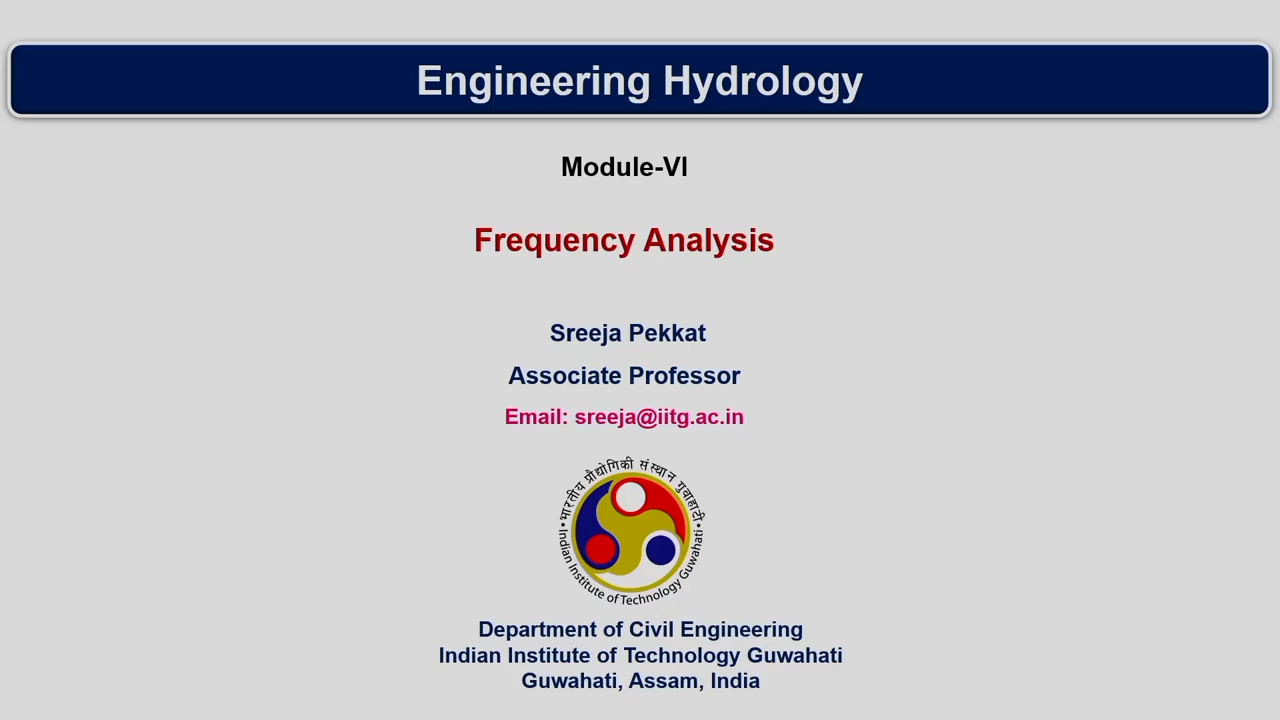 Engineering Hydrology
Module-VI
Frequency Analysis
Sreeja Pekkat
Associate Professor
Email: sreeja@iitg.ac.in
भारतीय प्रौद्योगिकी संस्थान गुवाहाटी
Indian Institute of Technology Guwahati
Department of Civil Engineering
Indian Institute of Technology Guwahati
Guwahati, Assam, India